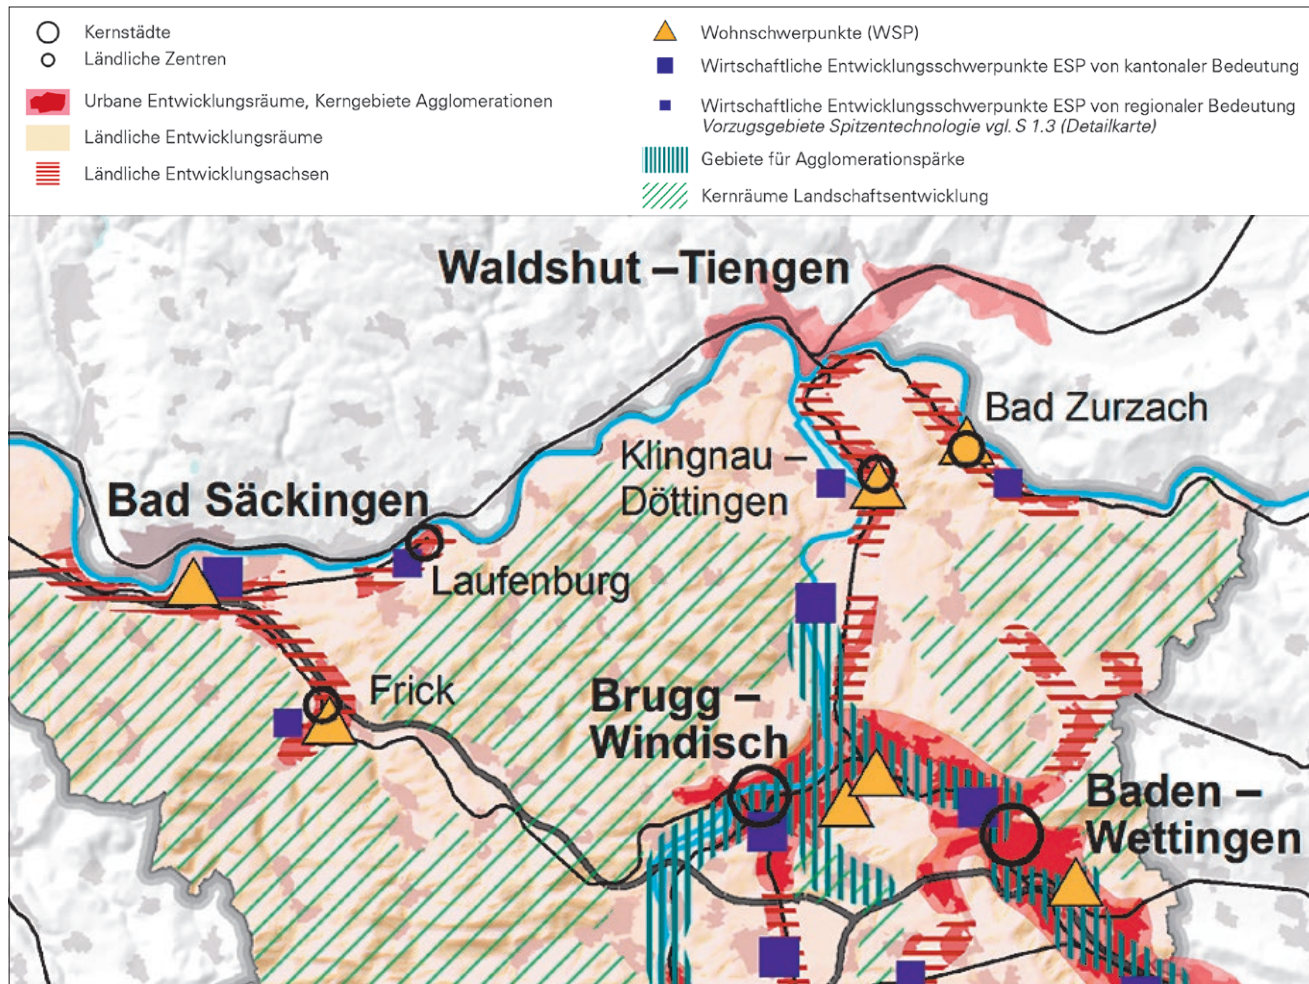 Kernstädte
Ländliche Zentren
Urbane Entwicklungsräume, Kerngebiete Agglomerationen
Ländliche Entwicklungsräume
Ländliche Entwicklungsachsen
Wohnschwerpunkte (WSP)
Wirtschaftliche Entwicklungsschwerpunkte ESP von kantonaler Bedeutung
Wirtschaftliche Entwicklungsschwerpunkte ESP von regionaler Bedeutung
Vorzugsgebiete Spitzentechnologie vgl. S 1.3 (Detailkarte)
Gebiete für Agglomerationspärke
Kernräume Landschaftsentwicklung
Waldshut –Tiengen
Bad Zurzach
Klingnau –
Döttingen
Bad Säckingen
Laufenburg
Frick
Brugg –
Windisch
Baden –
Wettingen